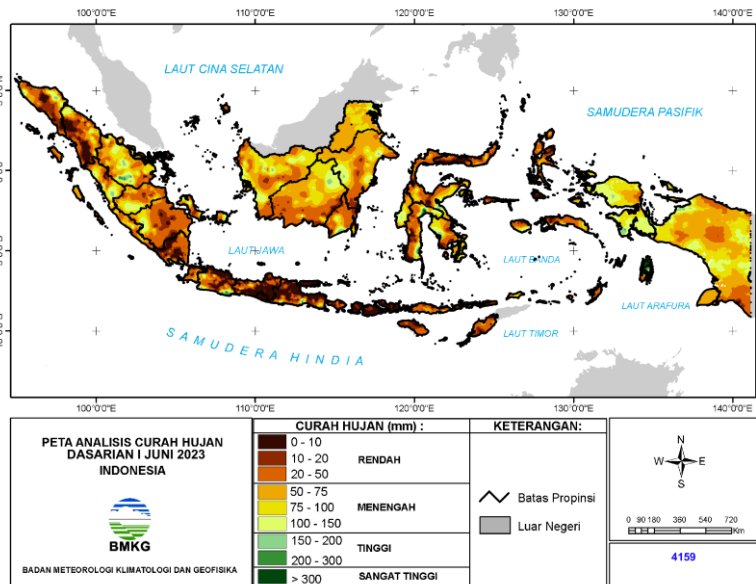 100°0'0"E 110°0'0"E 120°0'0"E 130°0'0"E 140°0'0"E
LAUT CINA SELATAN
SAMUDERA PASIFIK
LAUT JAWA
LAUT BANDA
LAUT ARAFURA
LAUT TIMOR
SAMUDERA HINDIA
100°0'0"E 110°0'0"E 120°0'0"E 130°0'0"E 140°0'0"E
PETA ANALISIS CURAH HUJAN
DASARIAN I JUNI 2023
INDONESIA
BMKG
BADAN METEOROLOGI KLIMATOLOGI DAN GEOFISIKA
CURAH HUJAN (mm) :
0 - 10
10 - 20 RENDAH
20 - 50
50 - 75
75 - 100 MENENGAH
100 - 150
150 - 200 TINGGI
200 - 300
> 300 SANGAT TINGGI
KETERANGAN:
Batas Propinsi
Luar Negeri
N
W E
S
0 90 180 360 540 720
Km
4159